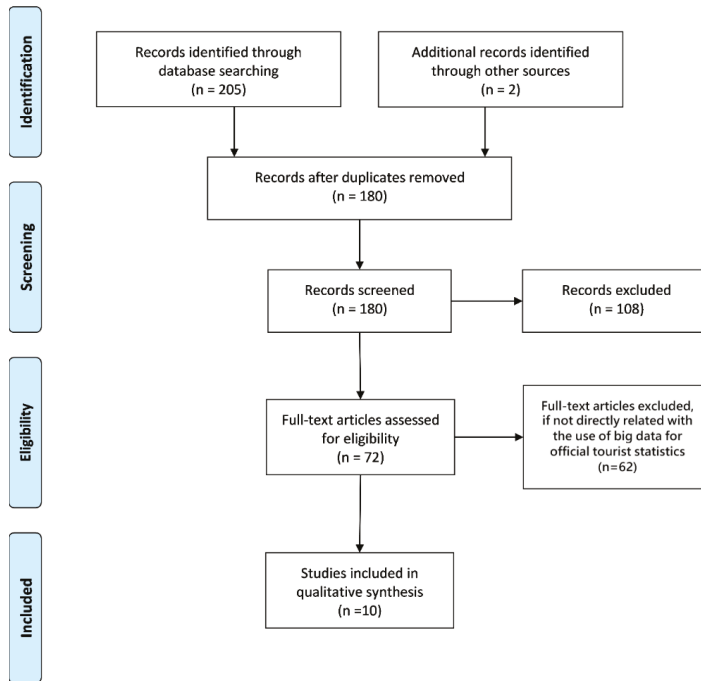 Identification
Records identified through
database searching
(n = 205)
Additional records identified
through other sources
(n = 2)
Records after duplicates removed
(n = 180)
Screening
Records screened
(n = 180)
Records excluded
(n = 108)
Eligibility
Full-text articles assessed
for eligibility
(n = 72)
Full-text articles excluded,
if not directly related with
the use of big data for
official tourist statistics
(n=62)
Included
Studies included in
qualitative synthesis
(n =10)